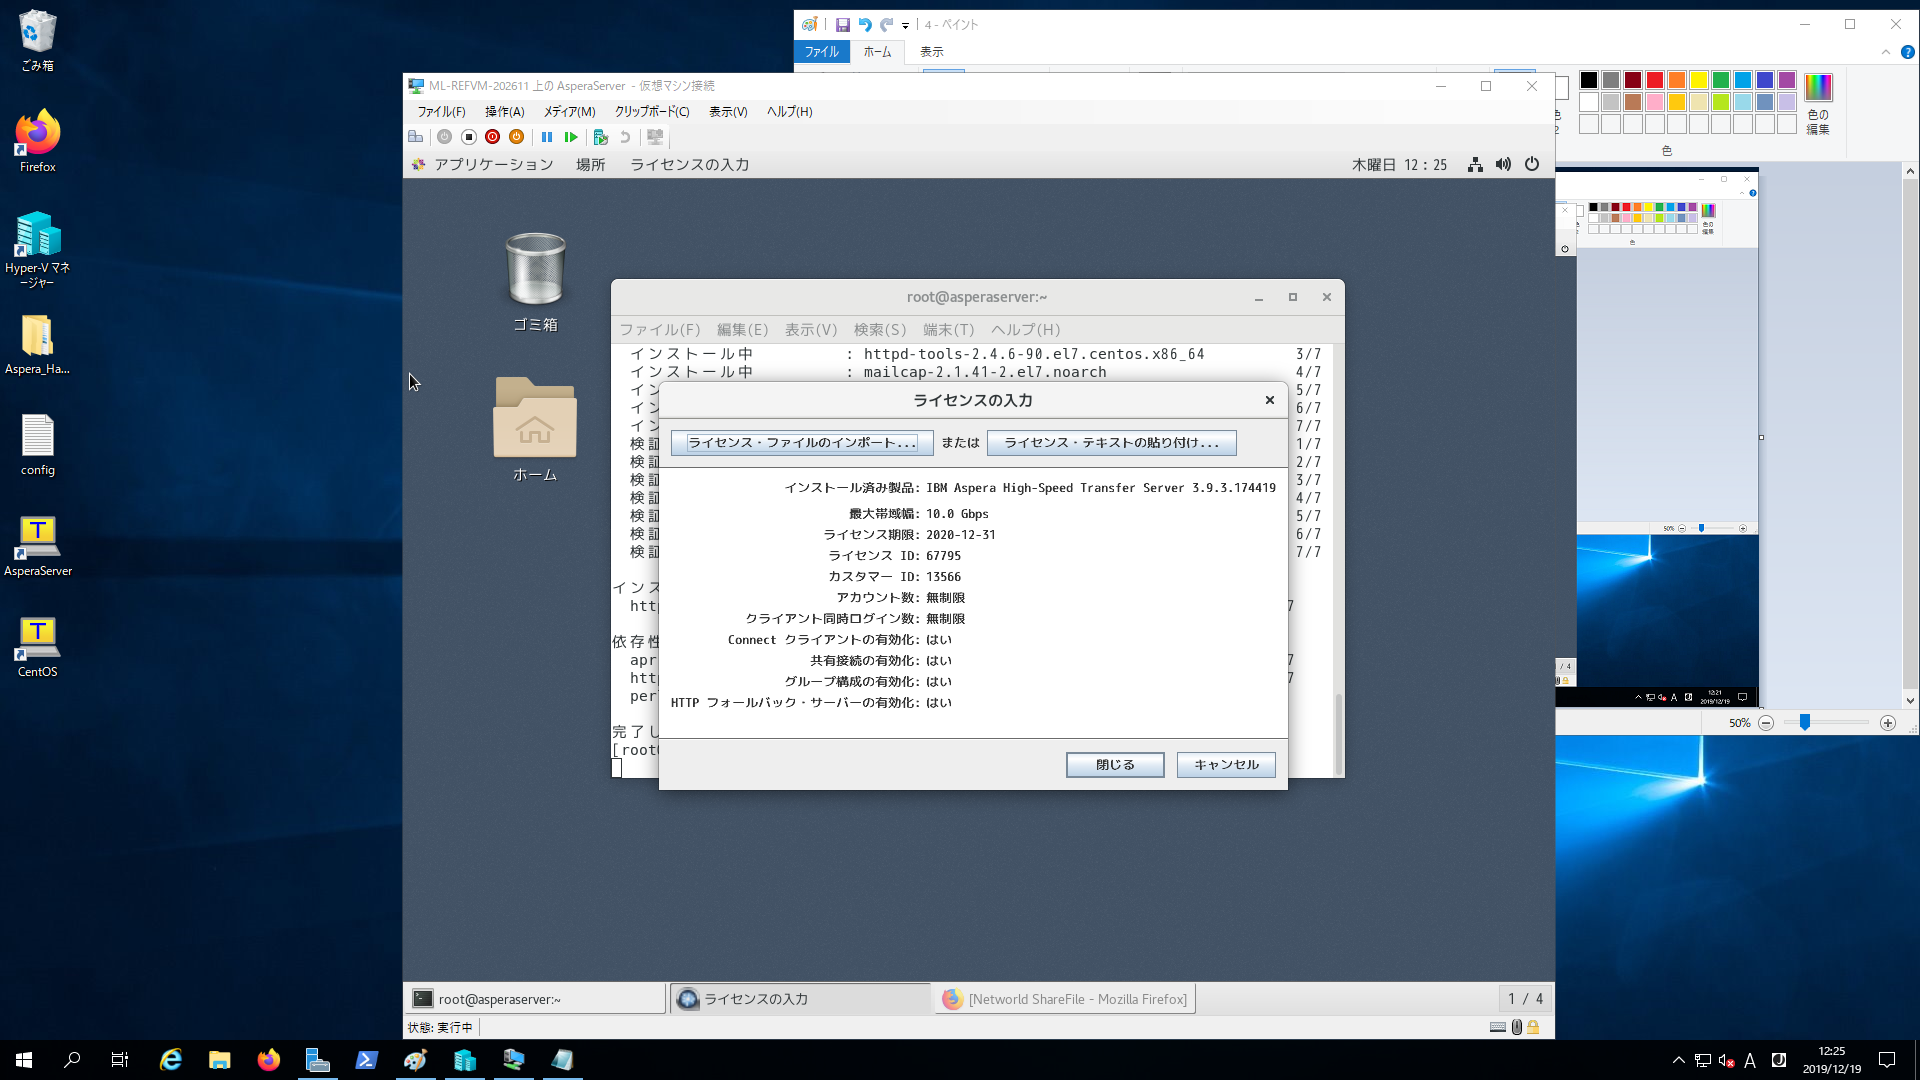 ごみ箱
Firefox
Hyper-V マネ
ージャー
Aspera_Ha...
config
AsperaServer
CentOS
4 - ペイント
ファイル
ホーム
表示
色の
編集
色
50%
ML-REFVM-202611 上の AsperaServer - 仮想マシン接続
ファイル(F)
操作(A)
メディア(M)
クリップボード(C)
表示(V)
ヘルプ(H)
アプリケーション
場所
ライセンスの入力
木曜日 12：25
ゴミ箱
ホーム
root@asperaserver:~
ファイル(F)
編集(E)
表示(V)
検索(S)
端末(T)
ヘルプ(H)
インストール中 : httpd-tools-2.4.6-90.el7.centos.x86_64 3/7
インストール中 : mailcap-2.1.41-2.el7.noarch 4/7
5/7
6/7
7/7
検証 1/7
検証 2/7
検証 3/7
検証 4/7
検証 5/7
検証 6/7
検証 7/7
インス
http
依存性
apr
http
per
完了し
[root
ライセンスの入力
ライセンス・ファイルのインポート...
または
ライセンス・テキストの貼り付け...
インストール済み製品: IBM Aspera High-Speed Transfer Server 3.9.3.174419
最大帯域幅: 10.0 Gbps
ライセンス期限: 2020-12-31
ライセンス ID: 67795
カスタマー ID: 13566
アカウント数: 無制限
クライアント同時ログイン数: 無制限
Connect クライアントの有効化: はい
共有接続の有効化: はい
グループ構成の有効化: はい
HTTP フォールバック・サーバーの有効化: はい
閉じる
キャンセル
root@asperaserver:~
ライセンスの入力
[Networld ShareFile - Mozilla Firefox]
1 / 4
状態: 実行中
色の
編集
色
50%
/ 4
12:21
2019/12/19
A
12:25
2019/12/19